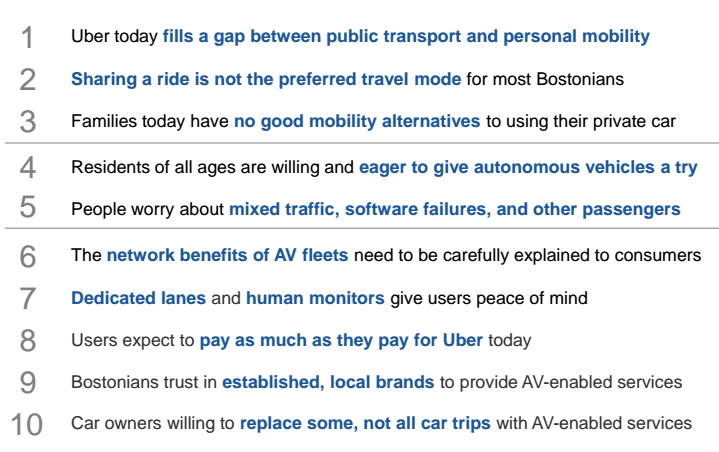 1 Uber today fills a gap between public transport and personal mobility
2 Sharing a ride is not the preferred travel mode for most Bostonians
3 Families today have no good mobility alternatives to using their private car
4 Residents of all ages are willing and eager to give autonomous vehicles a try
5 People worry about mixed traffic, software failures, and other passengers
6 The network benefits of AV fleets need to be carefully explained to consumers
7 Dedicated lanes and human monitors give users peace of mind
8 Users expect to pay as much as they pay for Uber today
9 Bostonians trust in established, local brands to provide AV-enabled services
10 Car owners willing to replace some, not all car trips with AV-enabled services